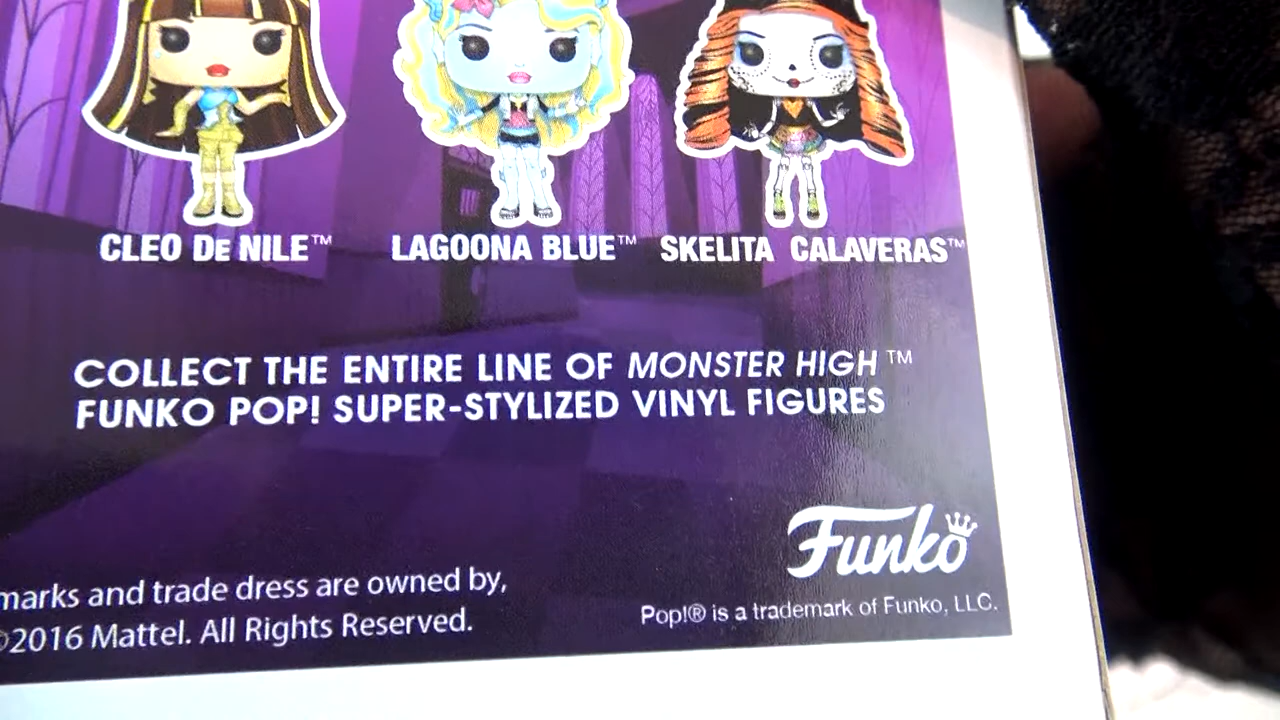 CLEO DE NILE™
LAGOONA BLUE™
SKELITA CALAVERAS™
COLLECT THE ENTIRE LINE OF MONSTER HIGH™
FUNKO POP! SUPER-STYLIZED VINYL FIGURES
Funko
marks and trade dress are owned by,
©2016 Mattel. All Rights Reserved.
Pop!® is a trademark of Funko, LLC.